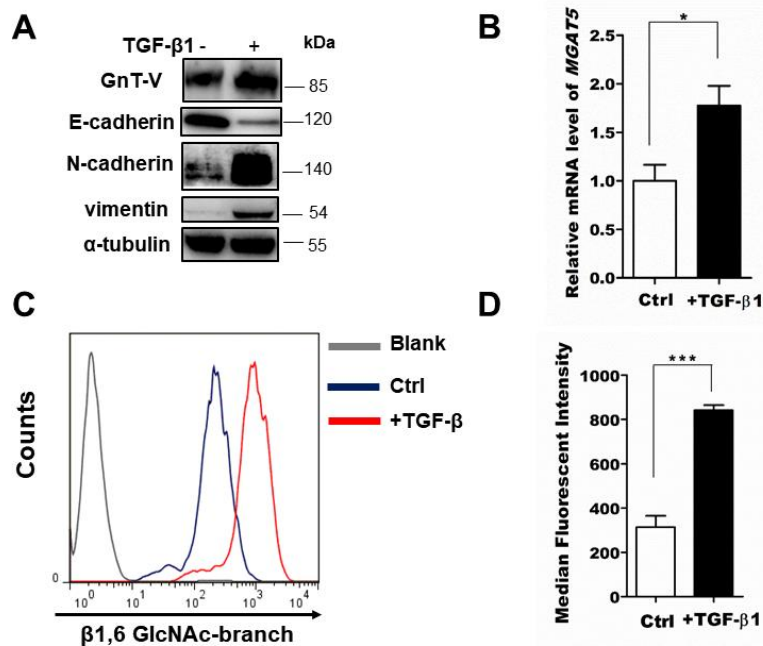 A
TGF-β1 - + kDa
GnT-V 85
E-cadherin 120
N-cadherin 140
vimentin 54
α-tubulin 55
B
Relative mRNA level of MGAT5
2.5
2.0
1.5
1.0
0.5
0.0
*
Ctrl +TGF-β1
C
Counts
0
10⁰ 10¹ 10² 10³ 10⁴
β1,6 GlcNAc-branch
Blank
Ctrl
+TGF-β
D
Median Fluorescent Intensity
1000
800
600
400
200
0
***
Ctrl +TGF-β1